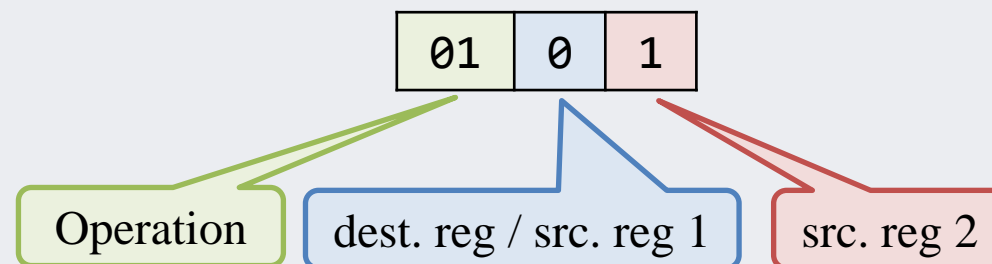 01 0 1
Operation dest. reg / src. reg 1 src. reg 2